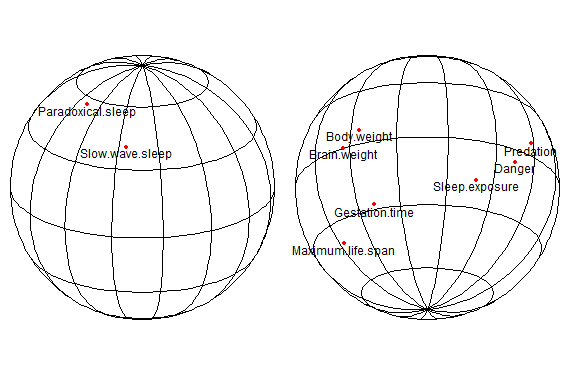 Paradoxical.sleep
Slow.wave.sleep
Body.weight
Brain.weight
Predation
Danger
Sleep.exposure
Gestation.time
Maximum.life.span